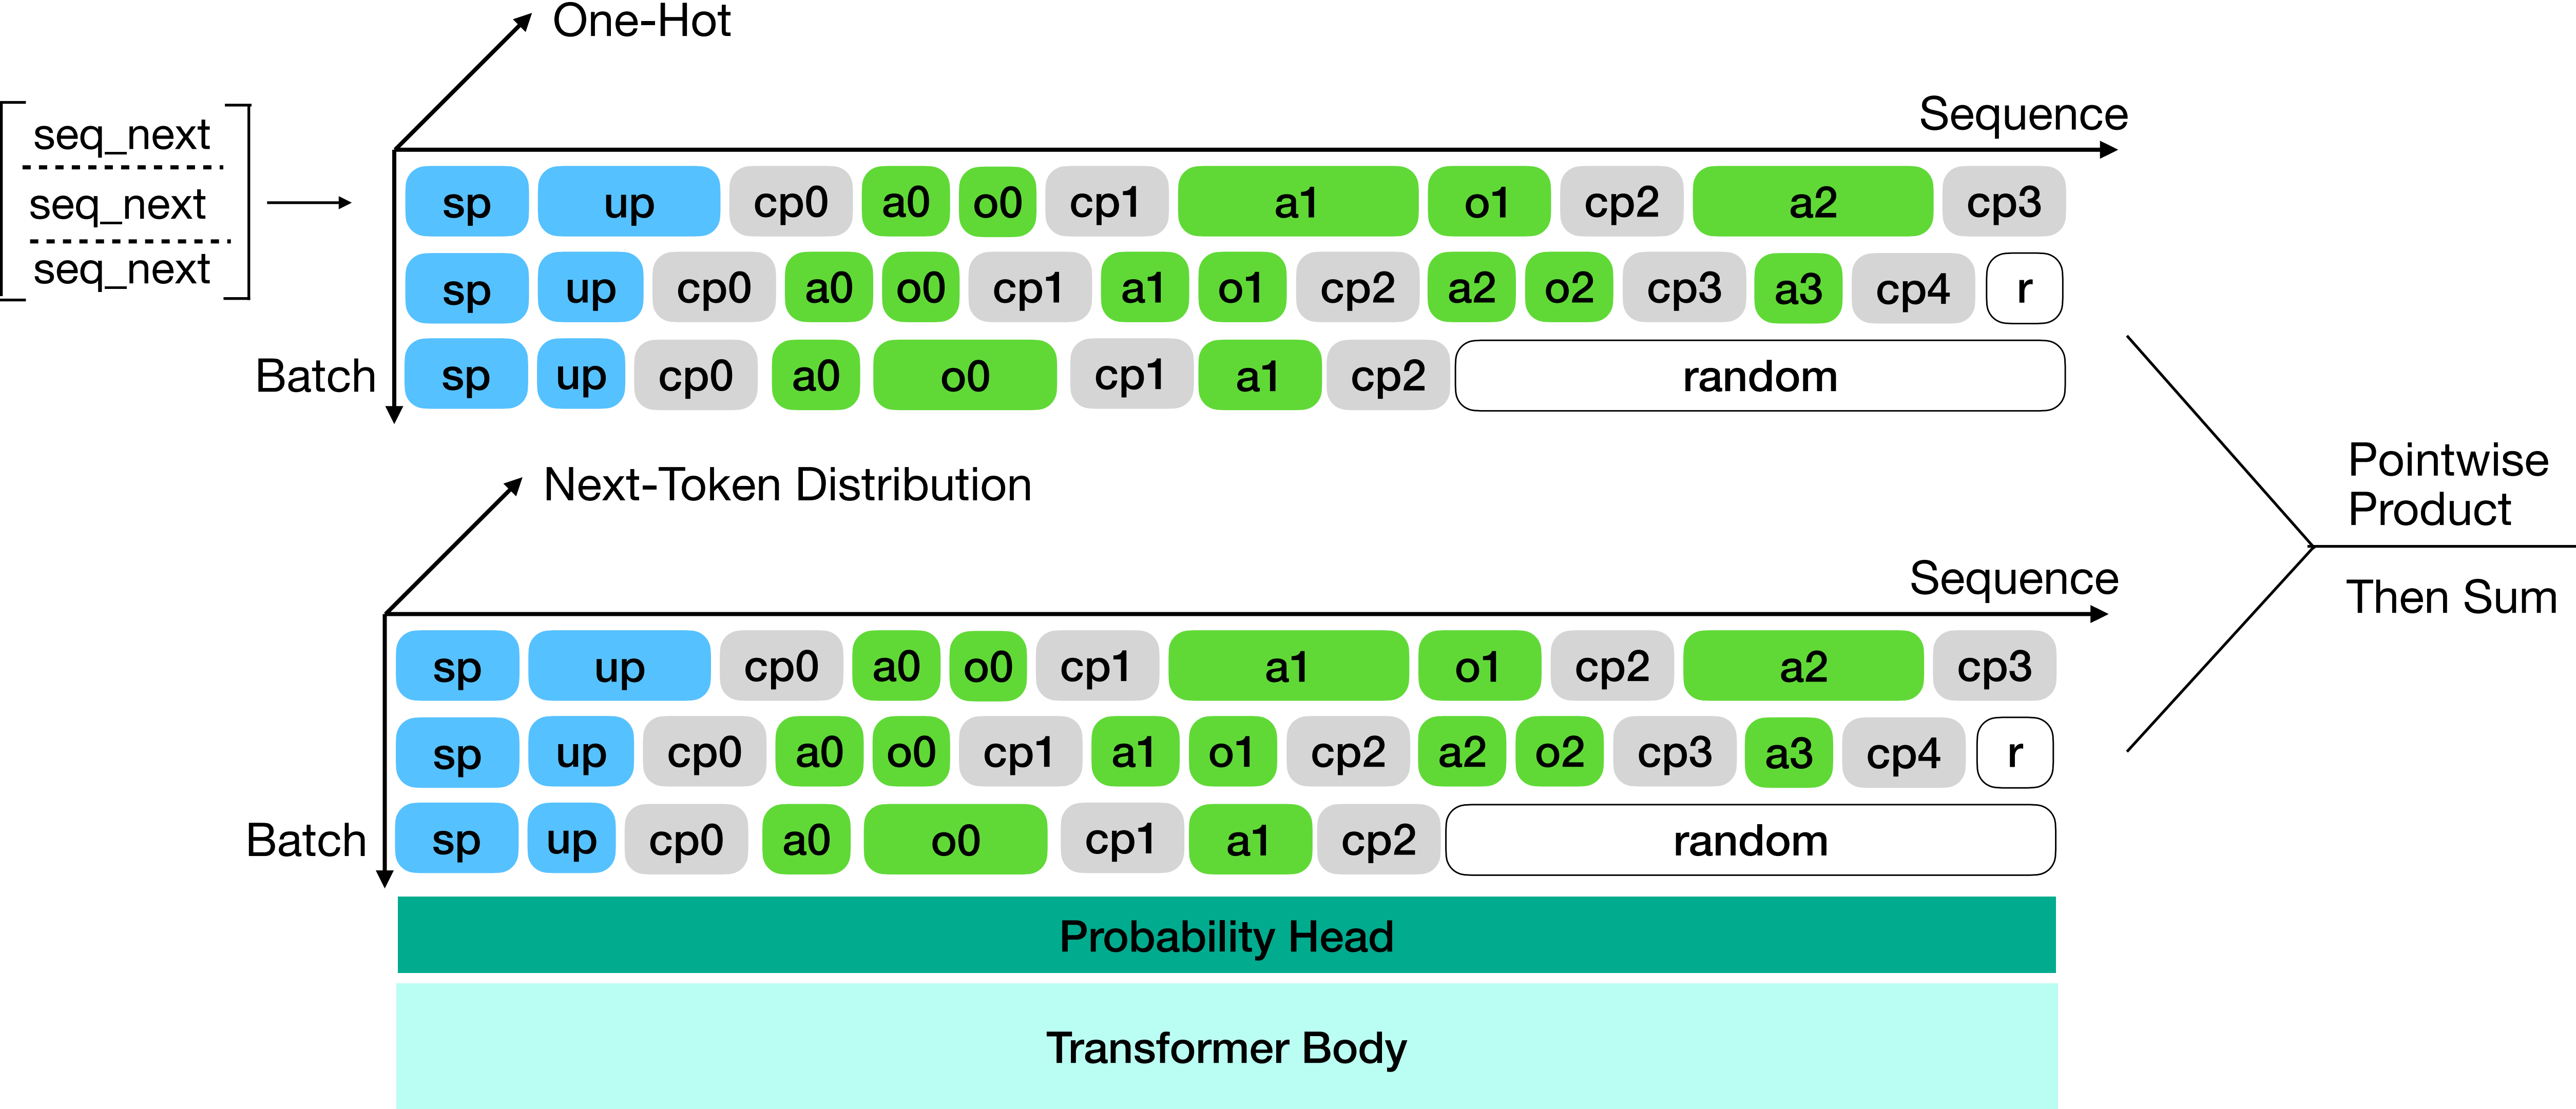 One-Hot
Sequence
seq_next
seq_next
seq_next
sp up cp0 a0 o0 cp1 a1 o1 cp2 a2 cp3
sp up cp0 a0 o0 cp1 a1 o1 cp2 a2 o2 cp3 a3 cp4 r
Batch
sp up cp0 a0 o0 cp1 a1 cp2 random
Next-Token Distribution
Pointwise
Product
Then Sum
Sequence
sp up cp0 a0 o0 cp1 a1 o1 cp2 a2 cp3
sp up cp0 a0 o0 cp1 a1 o1 cp2 a2 o2 cp3 a3 cp4 r
Batch
sp up cp0 a0 o0 cp1 a1 cp2 random
Probability Head
Transformer Body